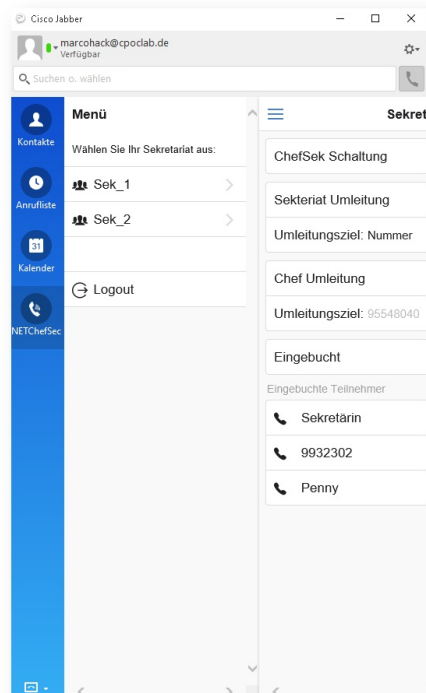 Cisco Jabber
marcohack@cpoclab.de
Verfügbar
Suchen o. wählen
Kontakte
Anrufliste
31
Kalender
NETChefSec
Menü
Wählen Sie Ihr Sekretariat aus:
Sek_1
Sek_2
Logout
Sekret
ChefSek Schaltung
Sekteriat Umleitung
Umleitungsziel: Nummer
Chef Umleitung
Umleitungsziel: 95548040
Eingebucht
Eingebuchte Teilnehmer
Sekretärin
9932302
Penny